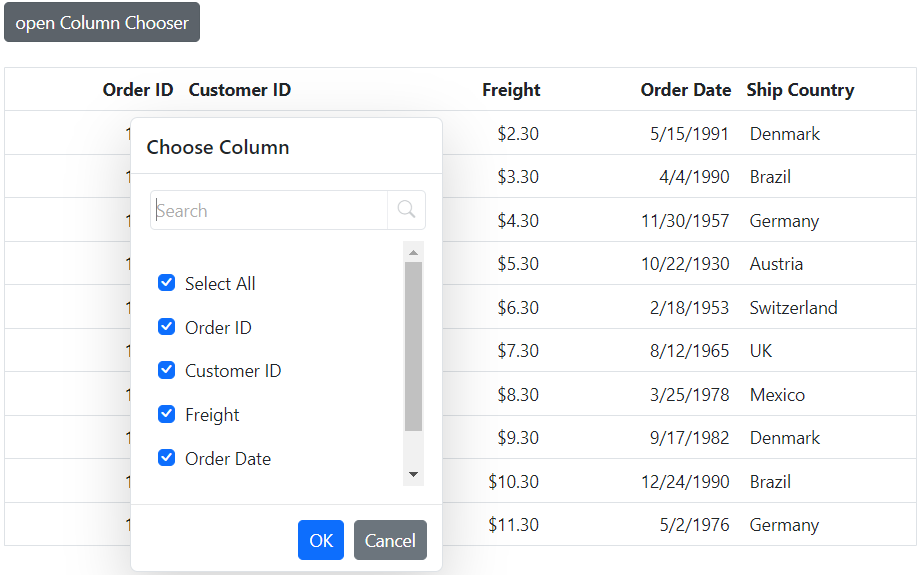 open Column Chooser
Order ID Customer ID Freight Order Date Ship Country
1 $2.30 5/15/1991 Denmark
Choose Column
1 $3.30 4/4/1990 Brazil
Search
1 $4.30 11/30/1957 Germany
1 $5.30 10/22/1930 Austria
Select All
1 $6.30 2/18/1953 Switzerland
Order ID
1 $7.30 8/12/1965 UK
Customer ID
1 $8.30 3/25/1978 Mexico
Freight
1 $9.30 9/17/1982 Denmark
Order Date
1 $10.30 12/24/1990 Brazil
1 $11.30 5/2/1976 Germany
OK Cancel